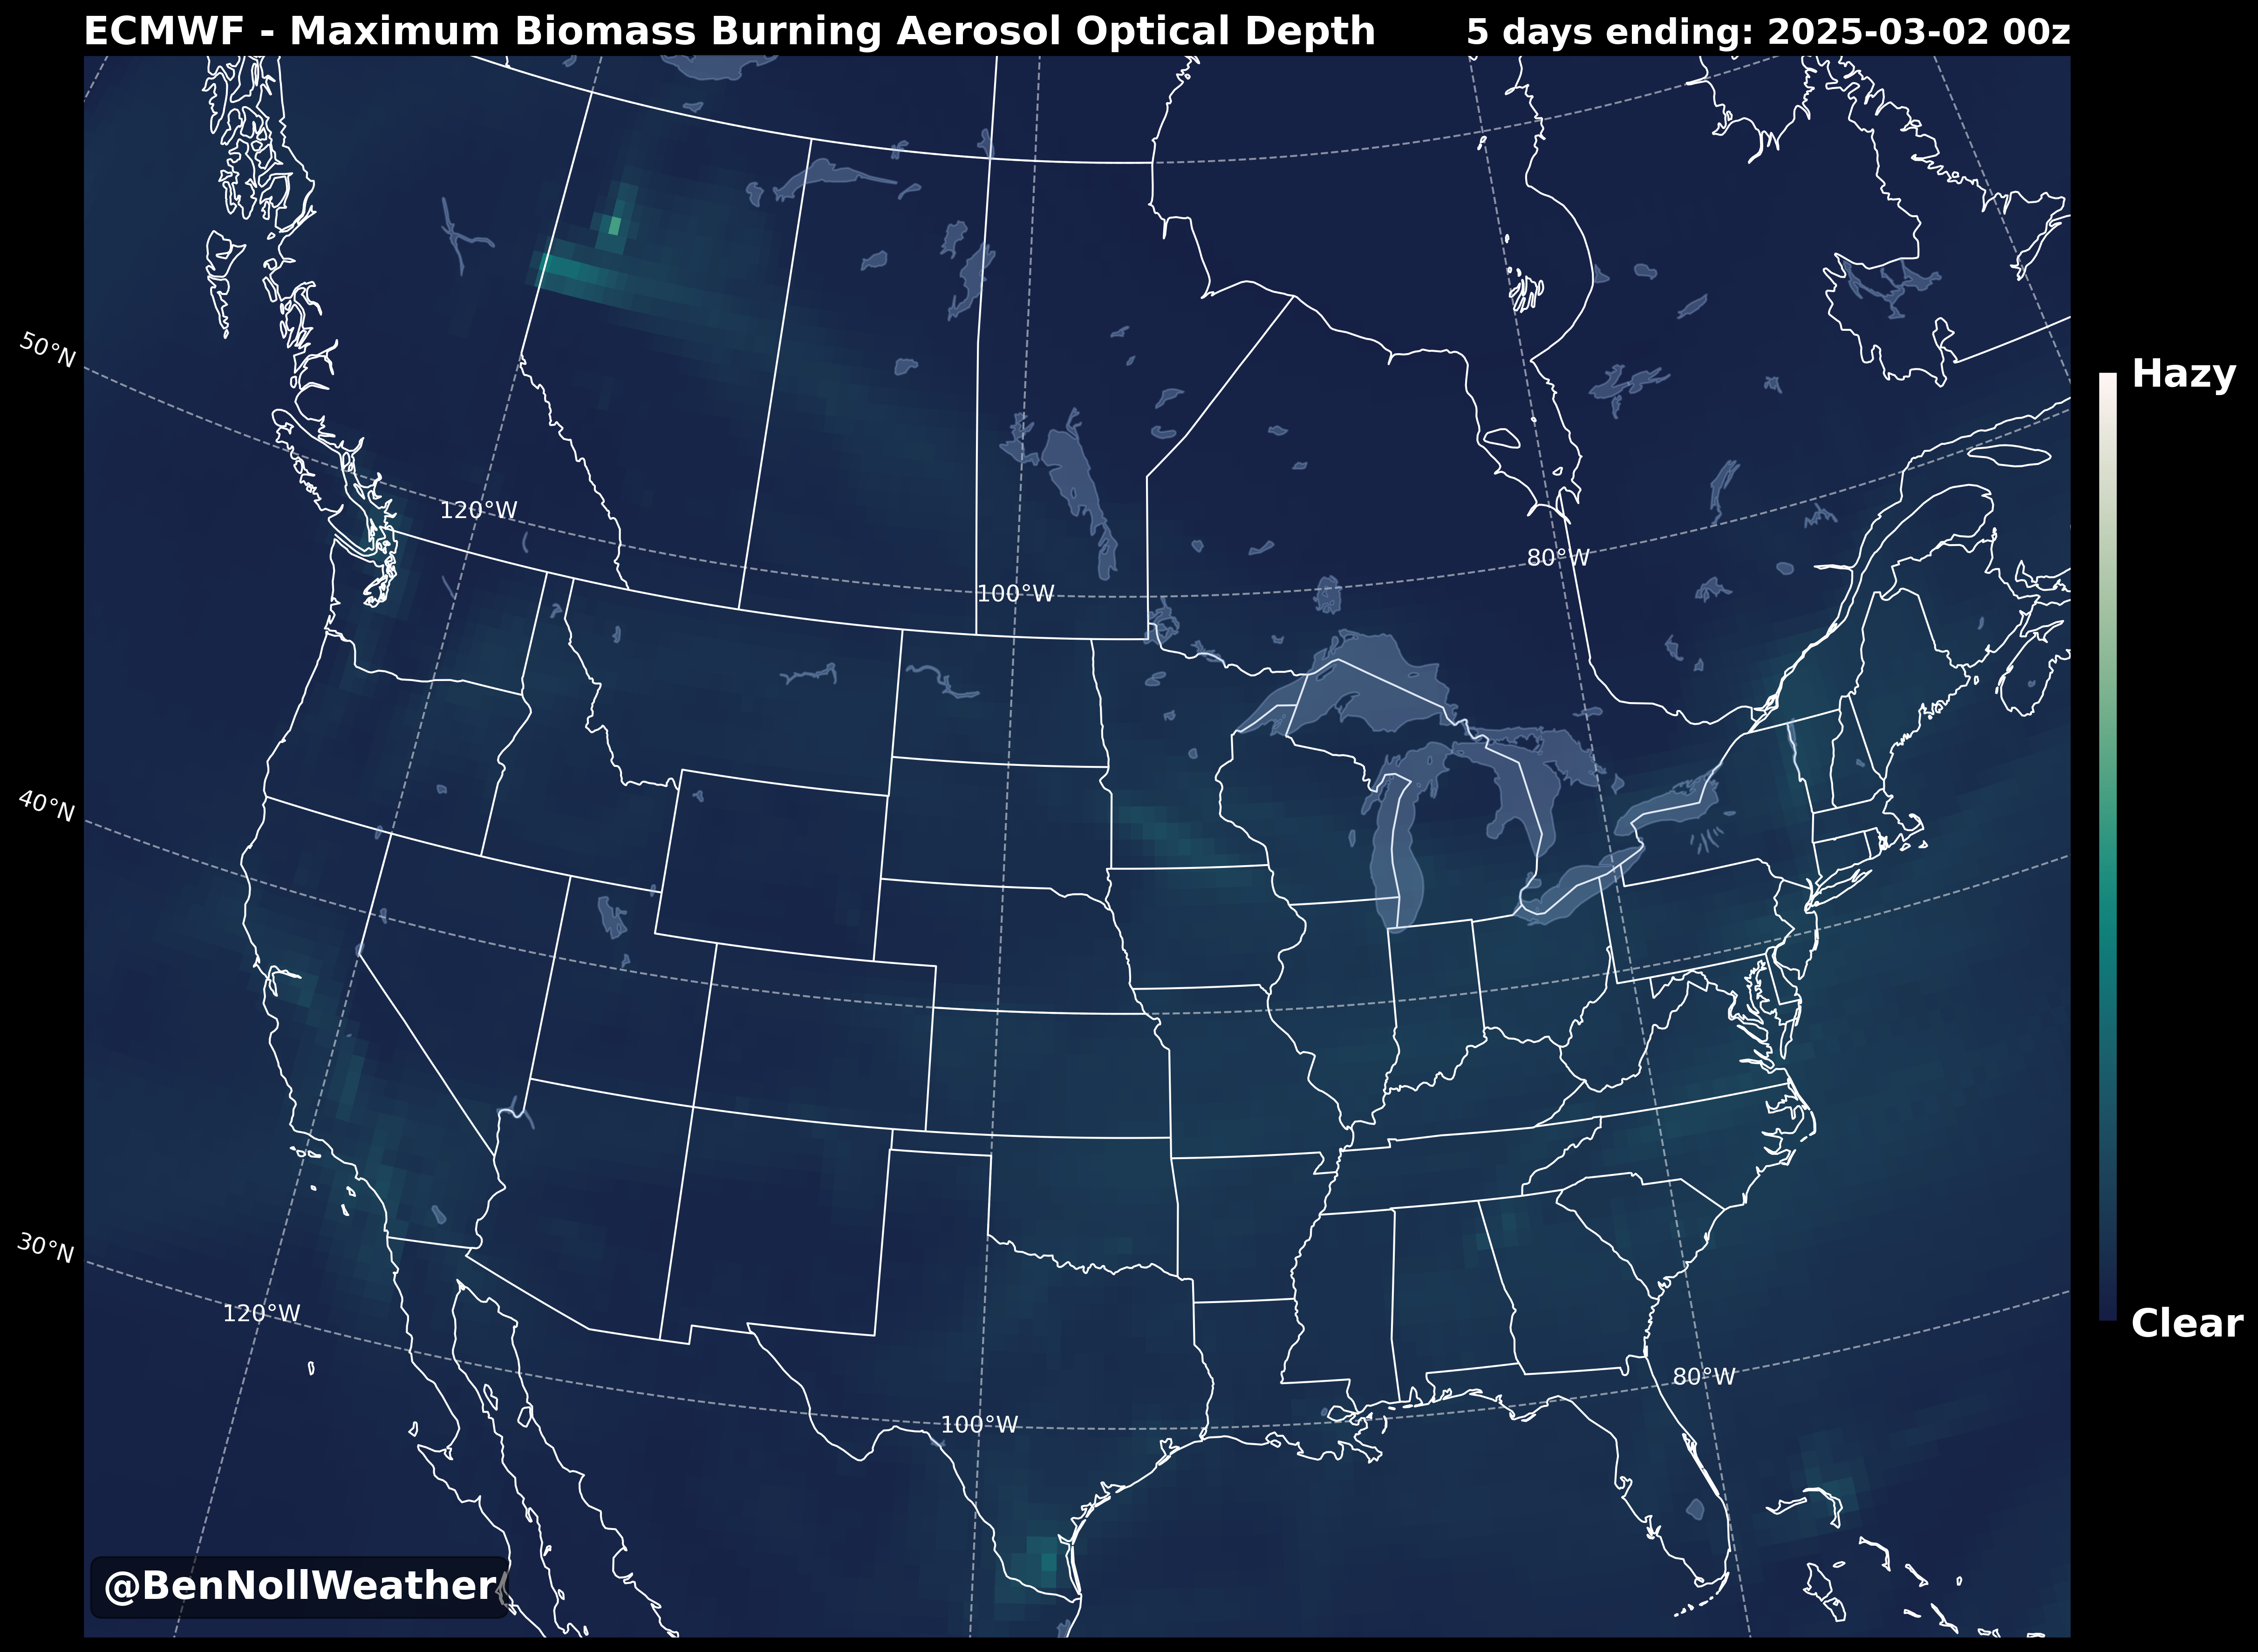 ECMWF - Maximum Biomass Burning Aerosol Optical Depth
5 days ending: 2025-03-02 00z
50°N
Hazy
120°W
80°W
100°W
40°N
30°N
120°W
Clear
80°W
100°W
@BenNollWeather